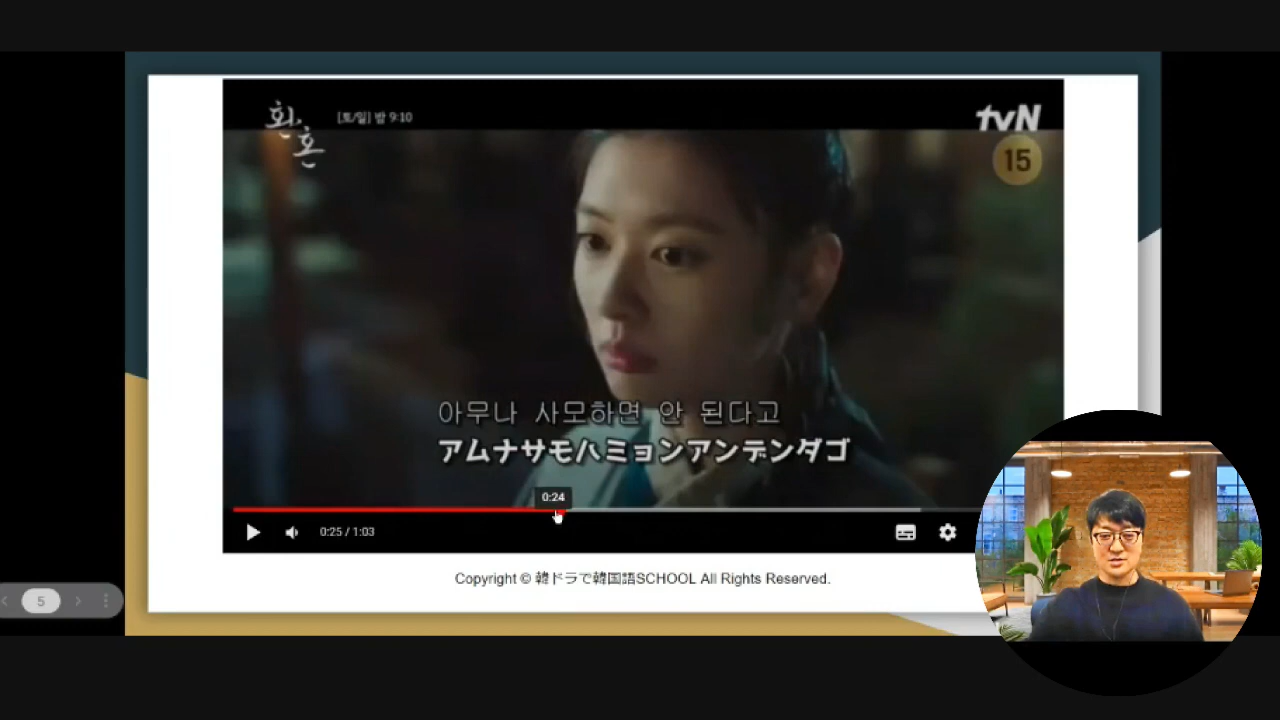 환혼
[토/일] 밤 9:10
tvN
15
아무나 사모하면 안 된다고
アムナサモハミョンアンデンダゴ
0:24
0:25 / 1:03
Copyright © 韓ドラで韓国語SCHOOL All Rights Reserved.
5